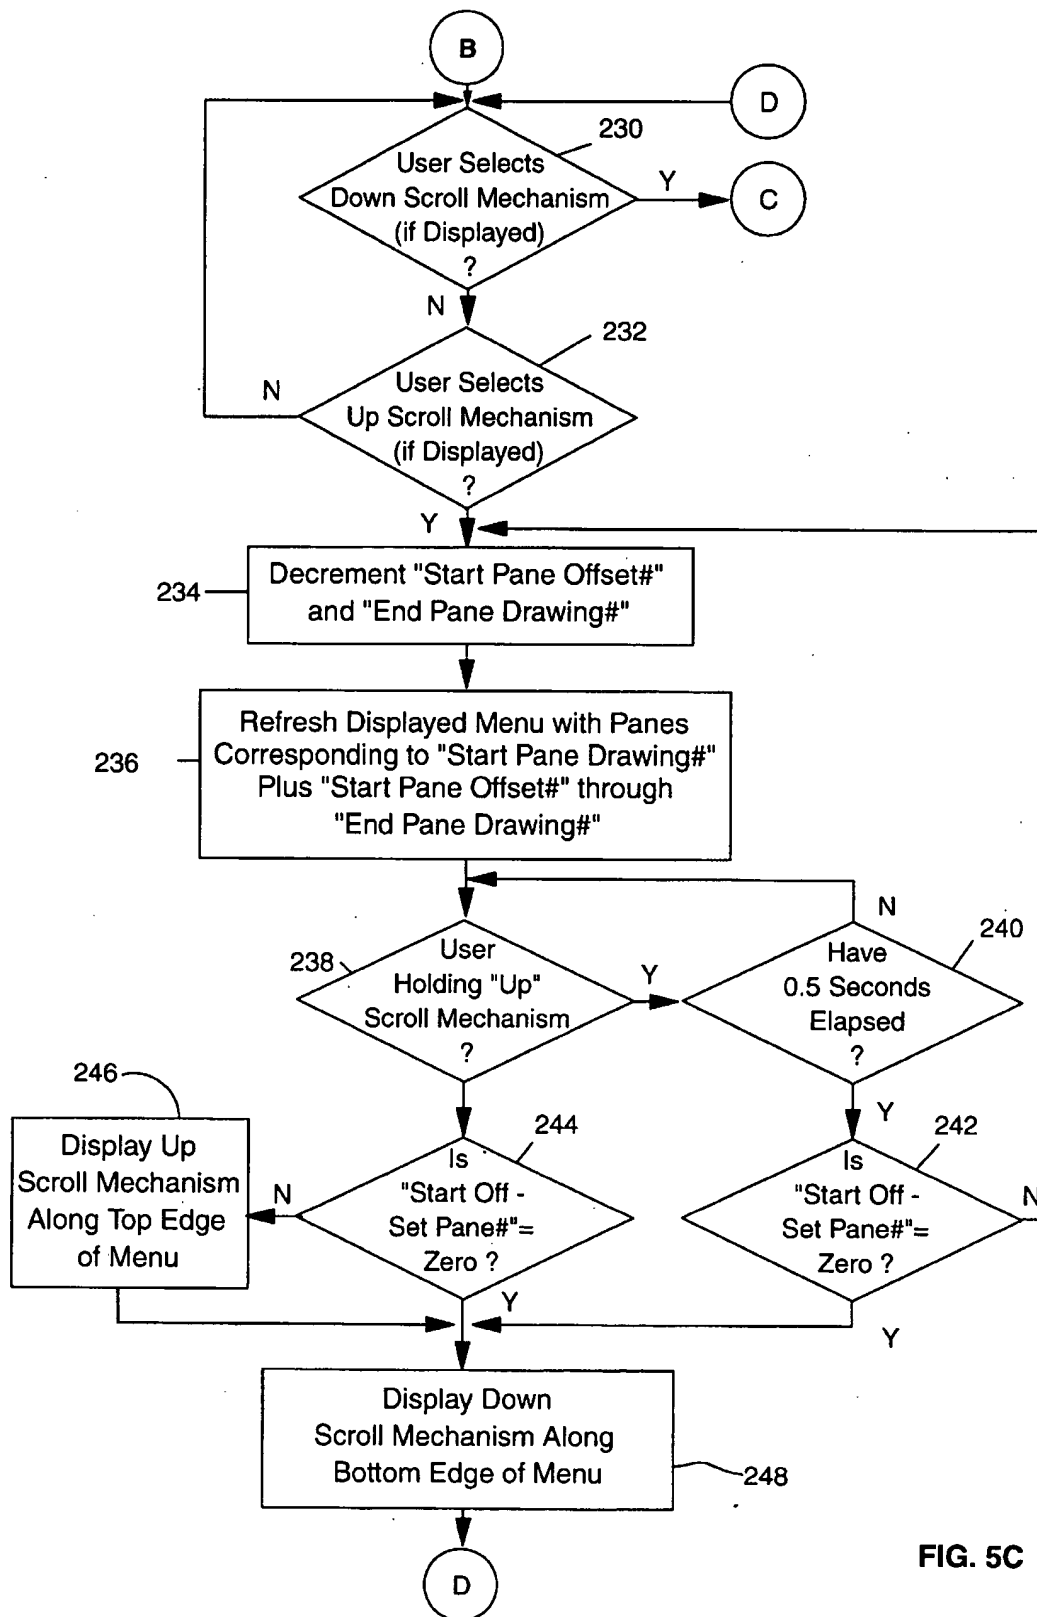 B
D
230
User Selects
Down Scroll Mechanism
(if Displayed)
?
Y
C
N
232
User Selects
Up Scroll Mechanism
(if Displayed)
?
N
Y
234
Decrement "Start Pane Offset#"
and "End Pane Drawing#"
236
Refresh Displayed Menu with Panes
Corresponding to "Start Pane Drawing#"
Plus "Start Pane Offset#" through
"End Pane Drawing#"
238
User
Holding "Up"
Scroll Mechanism
?
Y
N
240
Have
0.5 Seconds
Elapsed
?
Y
246
Display Up
Scroll Mechanism
Along Top Edge
of Menu
N
244
Is
"Start Off -
Set Pane#"=
Zero ?
Y
242
Is
"Start Off -
Set Pane#"=
Zero ?
N
Y
Display Down
Scroll Mechanism Along
Bottom Edge of Menu
248
D
FIG. 5C